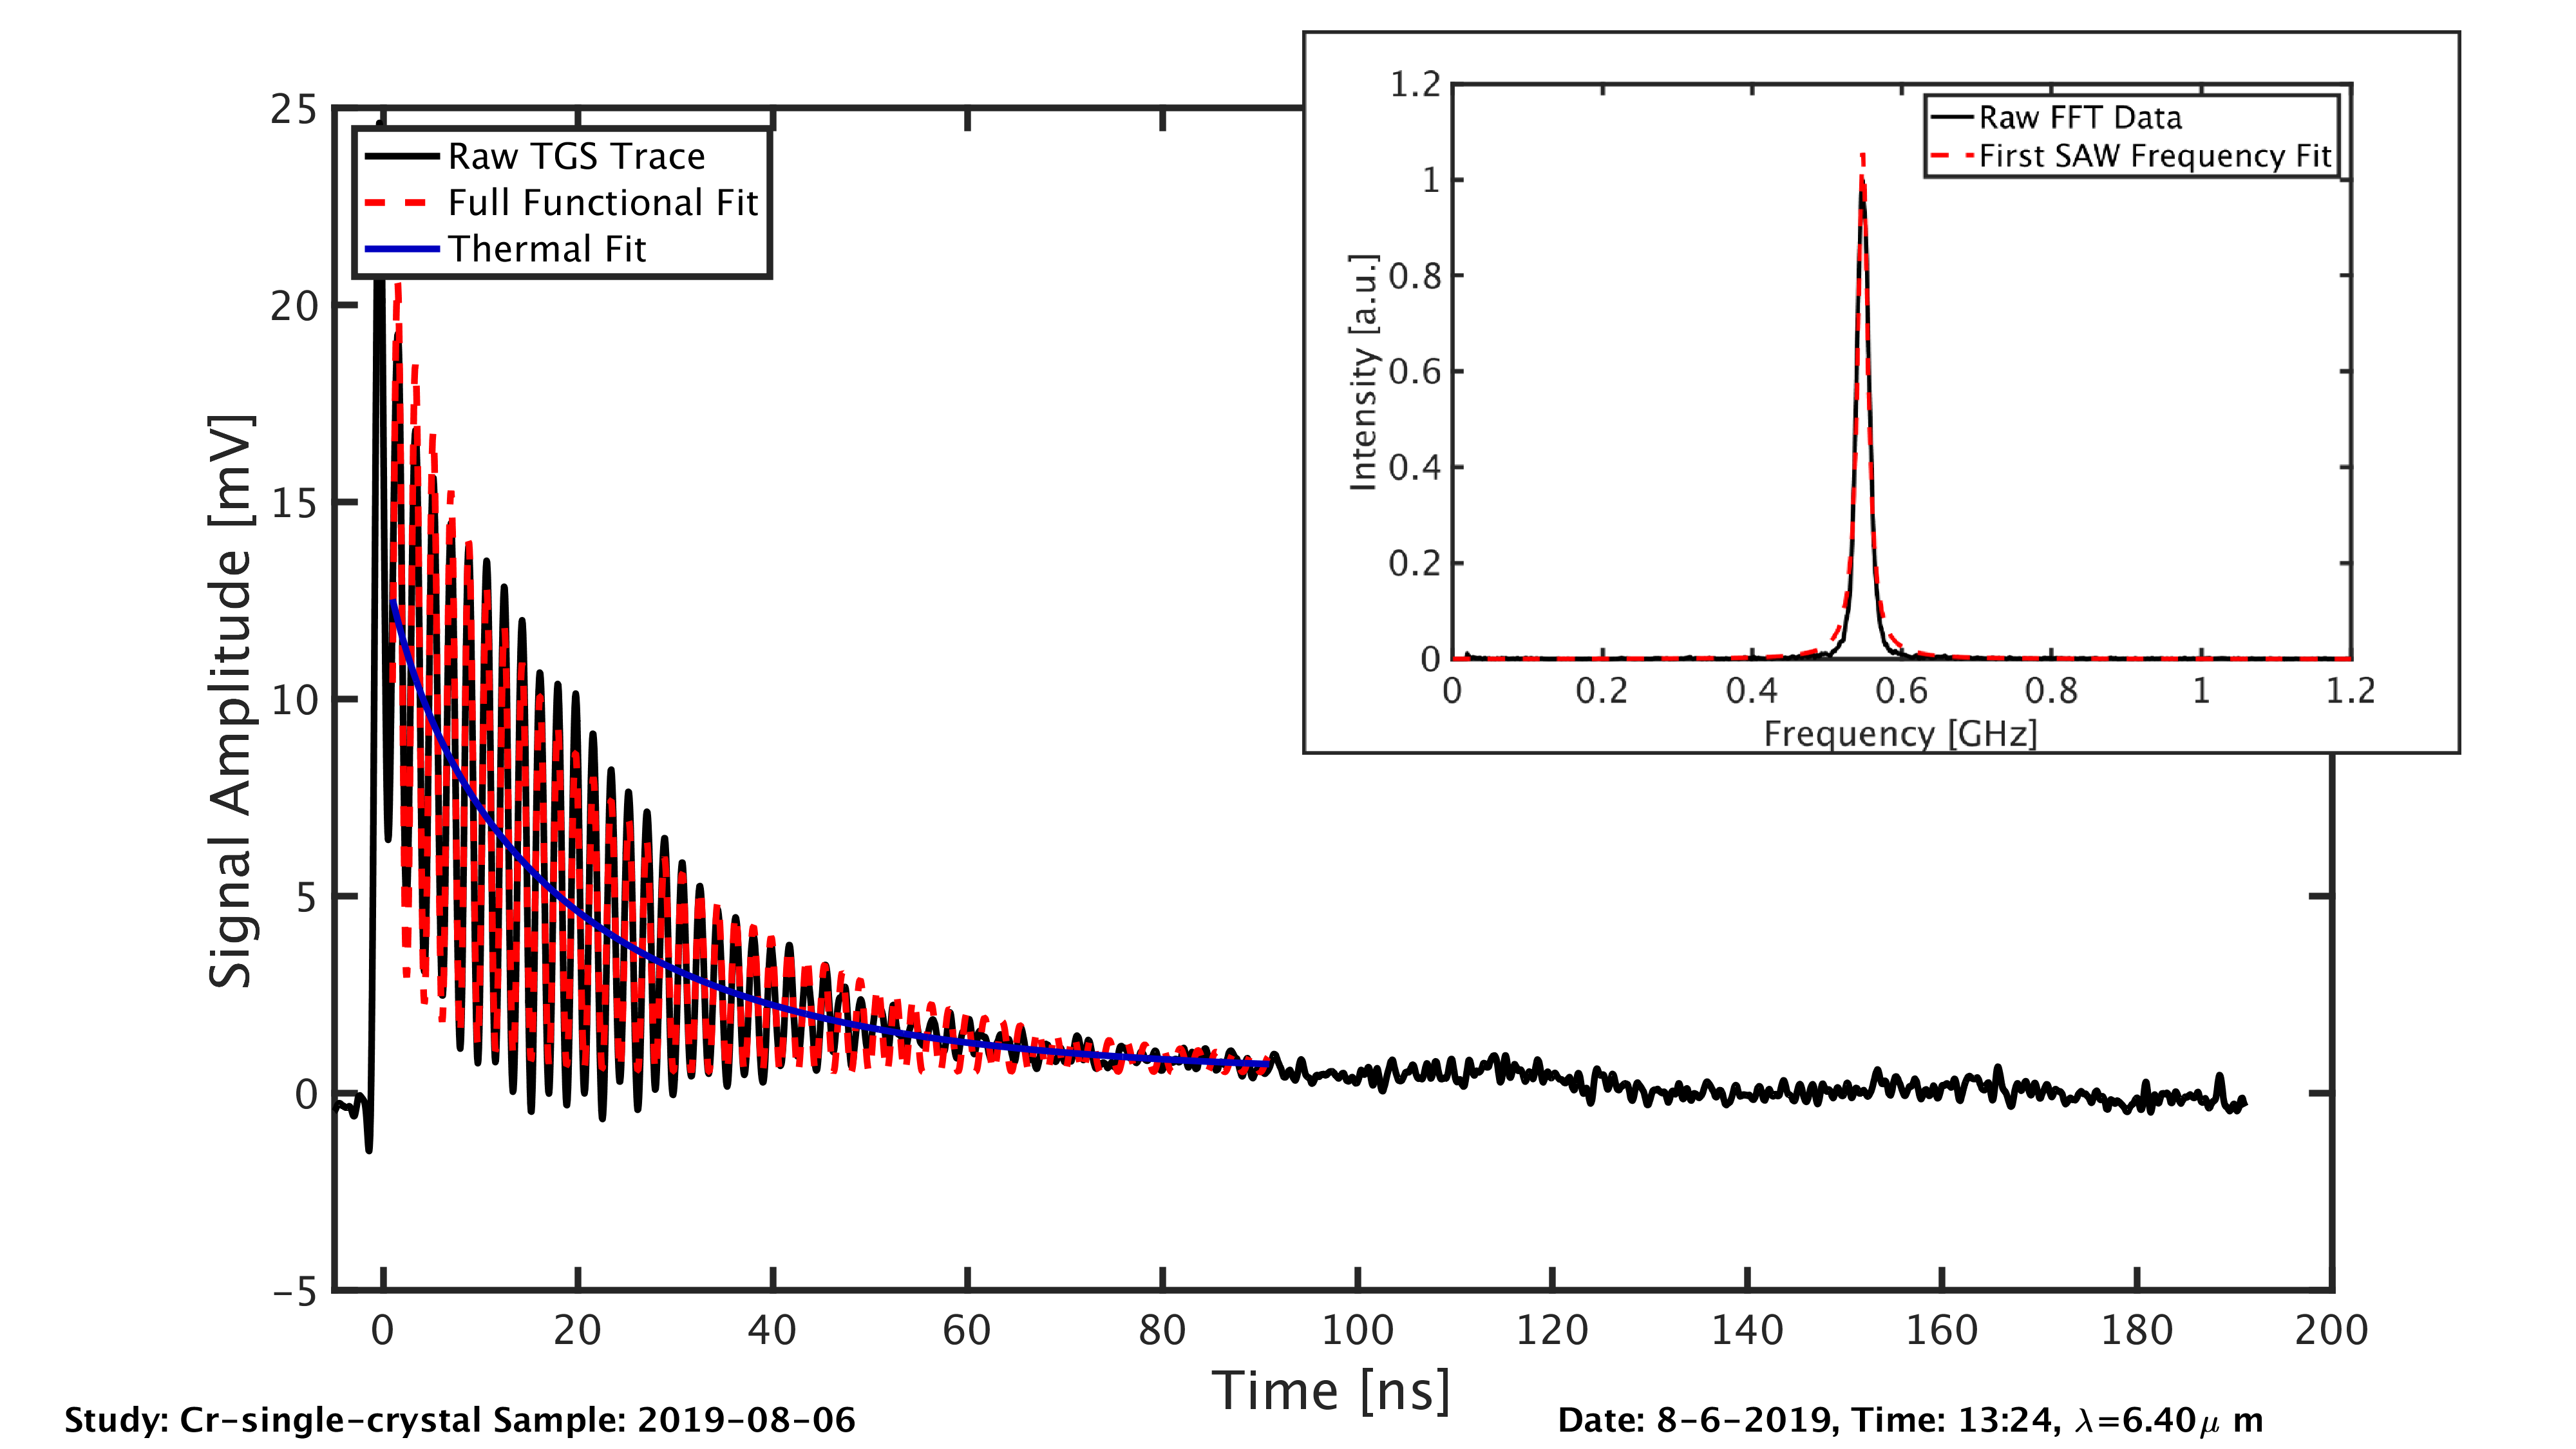 1.2
1
0.8
0.6
0.4
0.2
0
Intensity [a.u.]
Raw FFT Data
First SAW Frequency Fit
0 0.2 0.4 0.6 0.8 1 1.2
Frequency [GHz]
25
20
15
10
5
0
−5
Signal Amplitude [mV]
Raw TGS Trace
Full Functional Fit
Thermal Fit
0 20 40 60 80 100 120 140 160 180 200
Time [ns]
Study: Cr−single−crystal Sample: 2019−08−06
Date: 8−6−2019, Time: 13:24, λ=6.40μ m